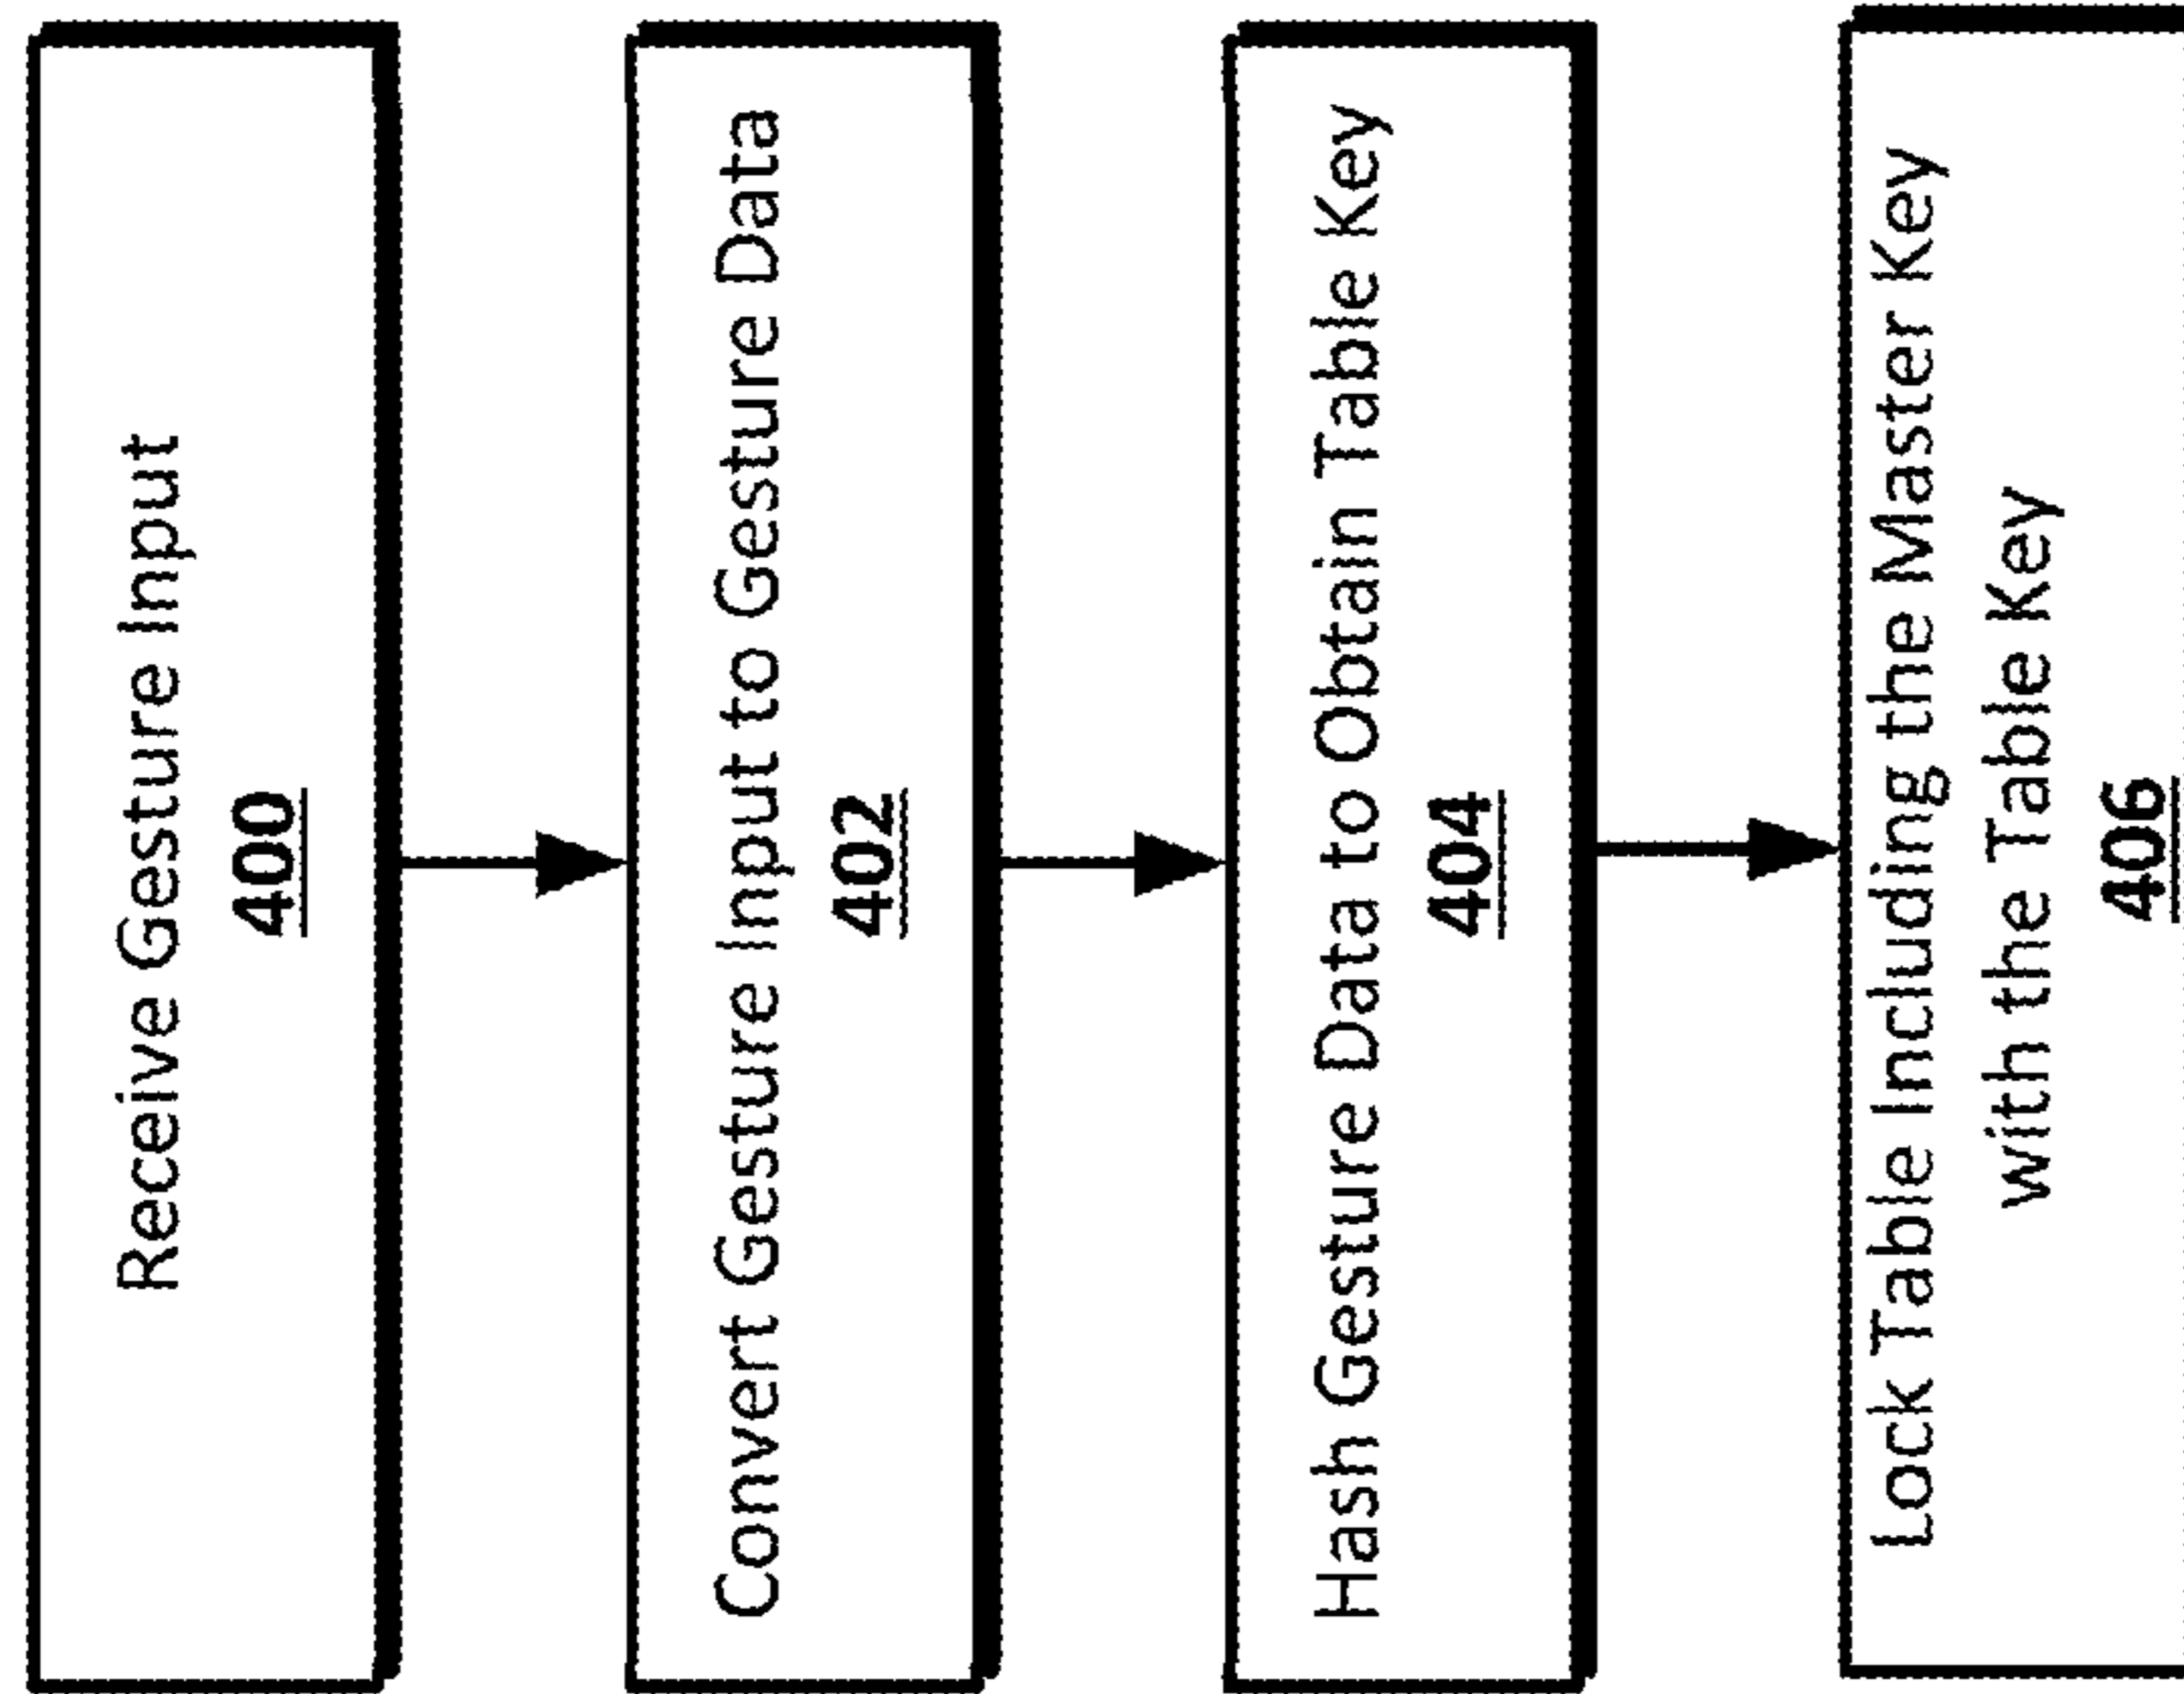 Receive Gesture Input
400
Convert Gesture Input to Gesture Data
402
Hash Gesture Data to Obtain Table Key
404
Lock Table Including the Master Key
with the Table Key
406